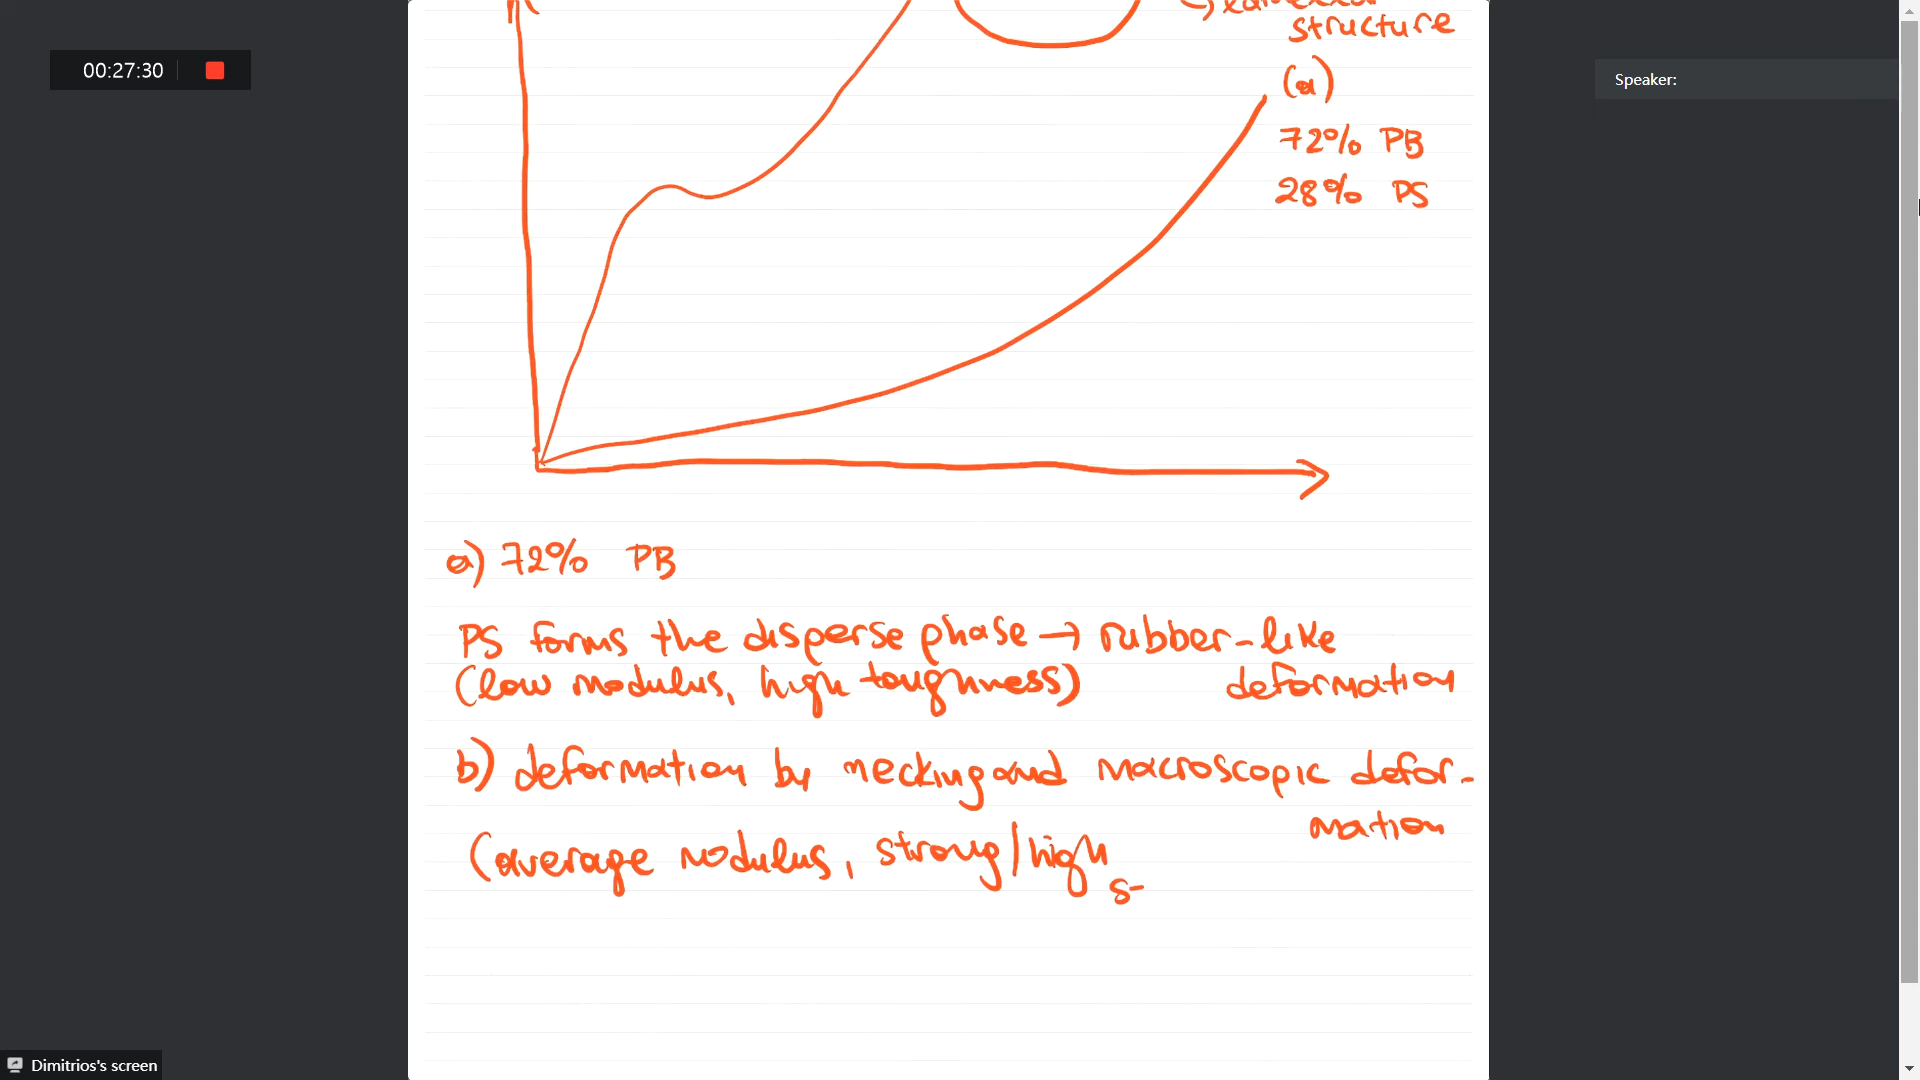 00:27:30
Speaker:
structure
(a)
72% PB
28% PS
a) 72% PB
PS forms the disperse phase → rubber-like
(low modulus, high toughness) deformation
b) deformation by necking and macroscopic defor-
mation
(average modulus, strong/high
s
Dimitrios's screen